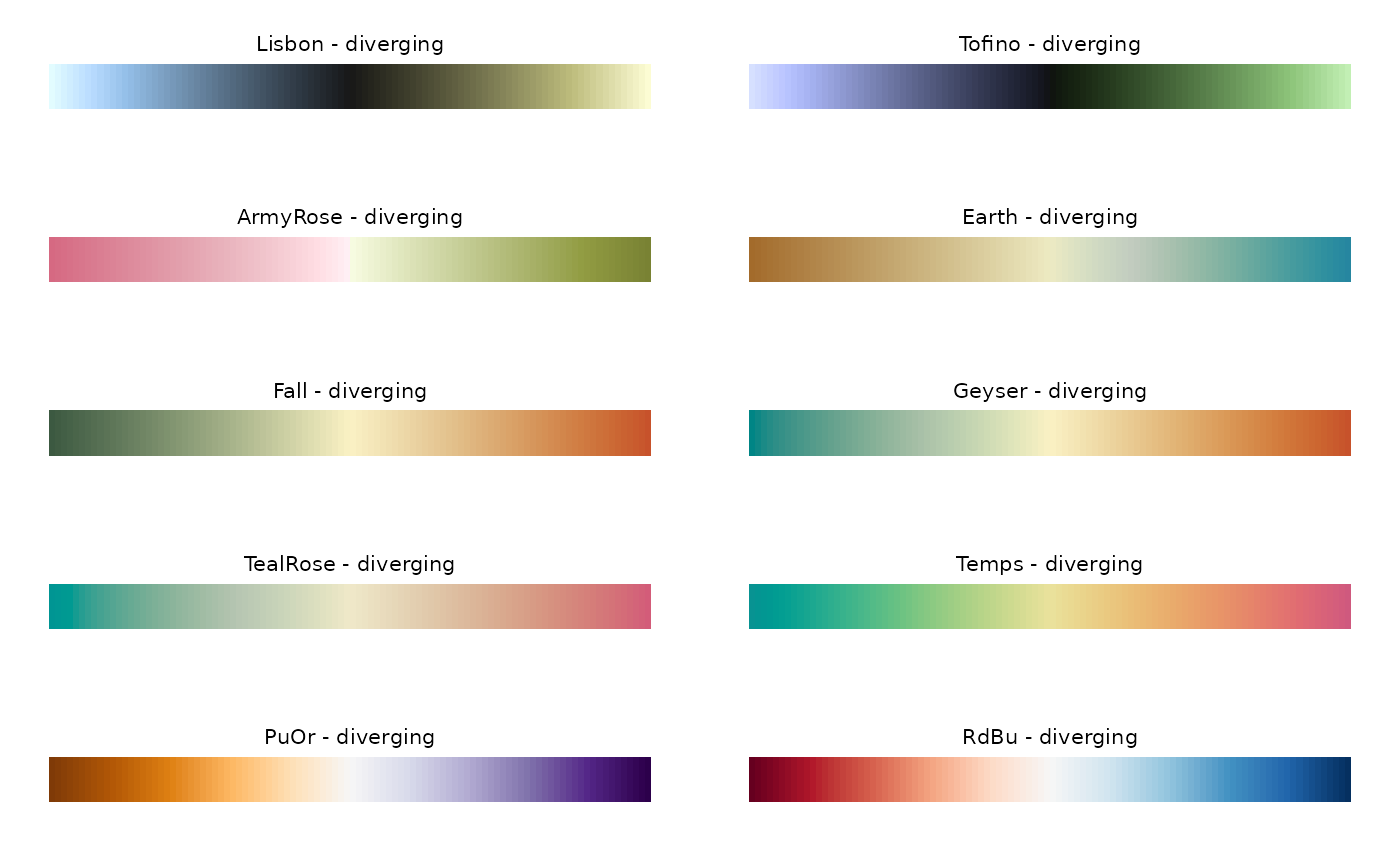 Lisbon - diverging
Tofino - diverging
ArmyRose - diverging
Earth - diverging
Fall - diverging
Geyser - diverging
TealRose - diverging
Temps - diverging
PuOr - diverging
RdBu - diverging